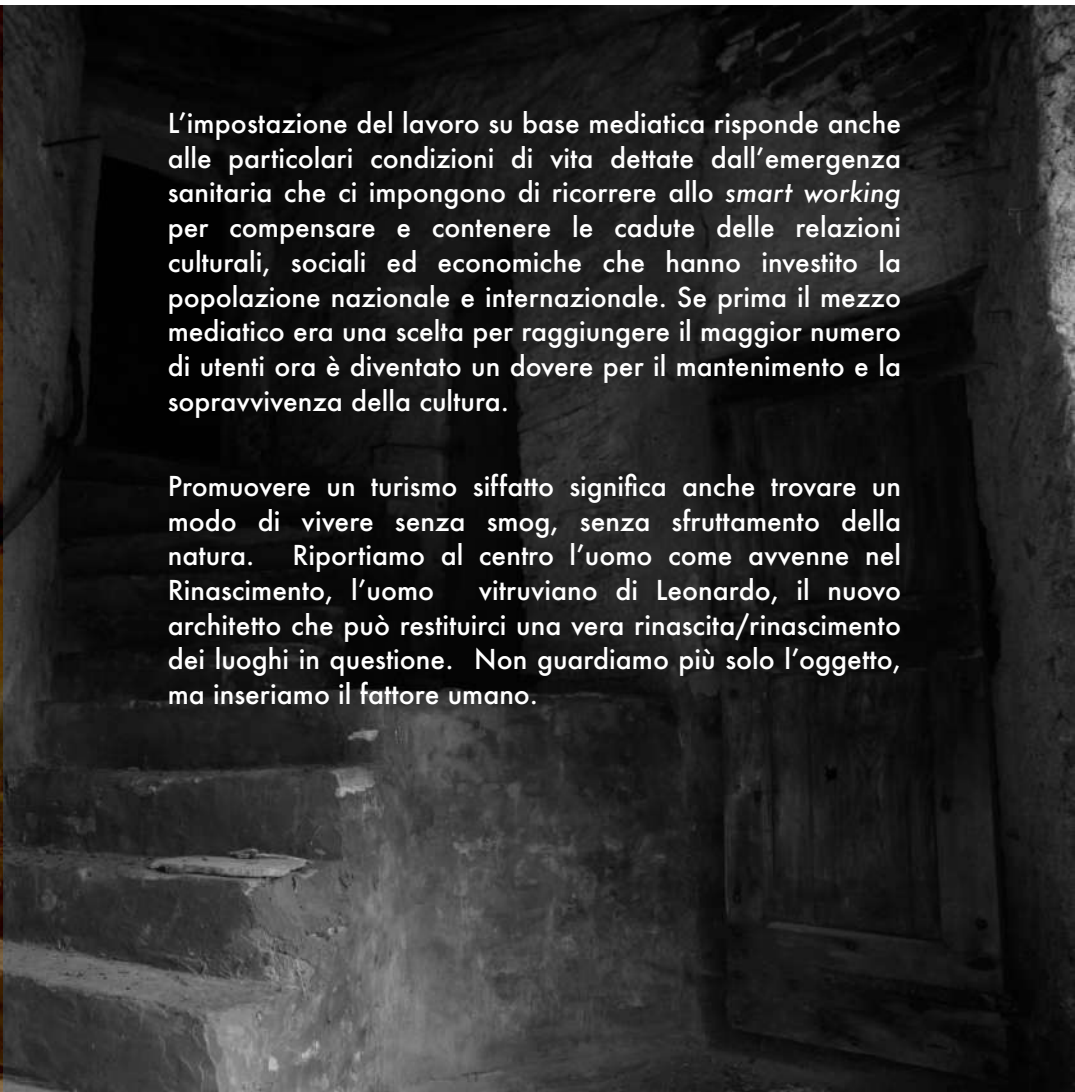 L’impostazione del lavoro su base mediatica risponde anche
alle particolari condizioni di vita dettate dall’emergenza
sanitaria che ci impongono di ricorrere allo smart working
per compensare e contenere le cadute delle relazioni
culturali, sociali ed economiche che hanno investito la
popolazione nazionale e internazionale. Se prima il mezzo
mediatico era una scelta per raggiungere il maggior numero
di utenti ora è diventato un dovere per il mantenimento e la
sopravvivenza della cultura.
Promuovere un turismo siffatto significa anche trovare un
modo di vivere senza smog, senza sfruttamento della
natura. Riportiamo al centro l’uomo come avvenne nel
Rinascimento, l’uomo vitruviano di Leonardo, il nuovo
architetto che può restituirci una vera rinascita/rinascimento
dei luoghi in questione. Non guardiamo più solo l’oggetto,
ma inseriamo il fattore umano.